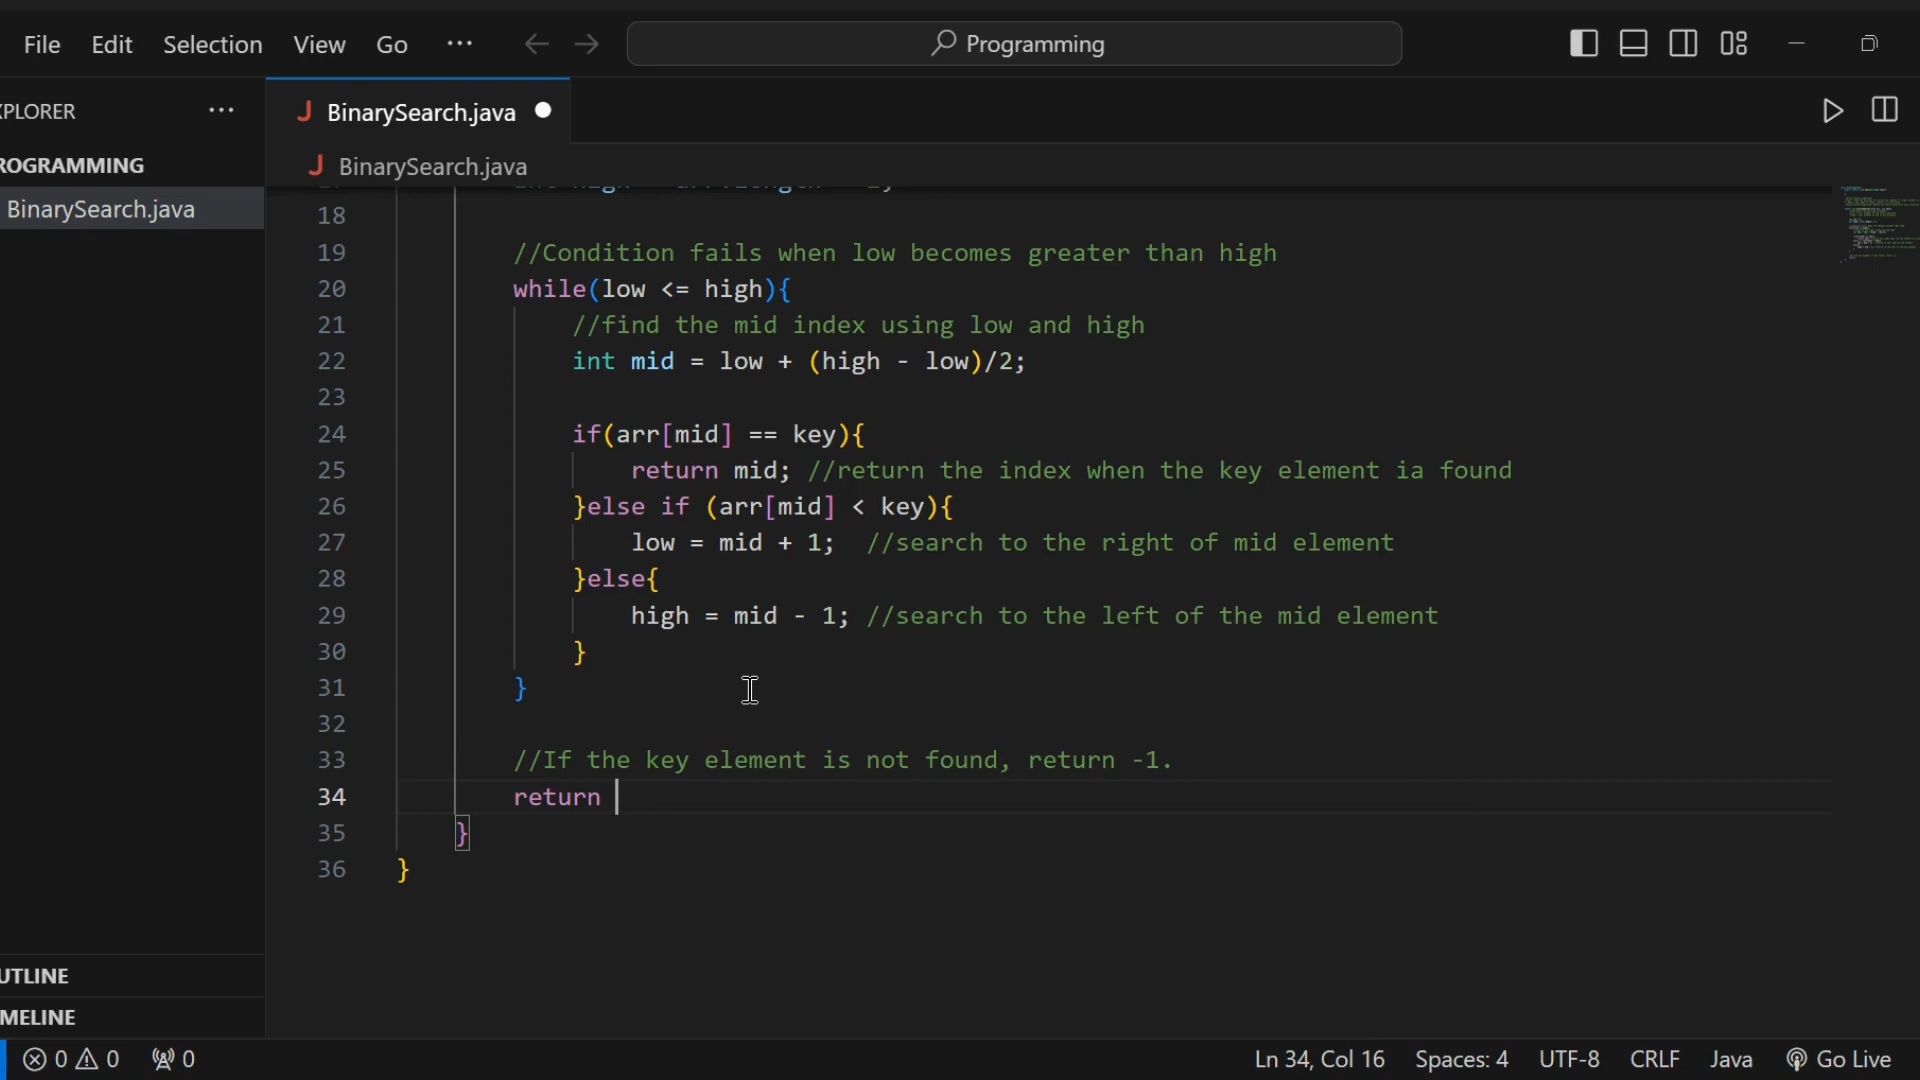 File Edit Selection View Go ··· Programming
XPLORER ···
BinarySearch.java
ROGRAMMING
BinarySearch.java
BinarySearch.java
18
19 //Condition fails when low becomes greater than high
20 while(low <= high){
21 //find the mid index using low and high
22 int mid = low + (high - low)/2;
23
24 if(arr[mid] == key){
25 return mid; //return the index when the key element ia found
26 }else if (arr[mid] < key){
27 low = mid + 1; //search to the right of mid element
28 }else{
29 high = mid - 1; //search to the left of the mid element
30 }
31 }
32
33 //If the key element is not found, return -1.
34 return
35 }
36 }
UTLINE
MELINE
0 0 0 Ln 34, Col 16 Spaces: 4 UTF-8 CRLF Java Go Live